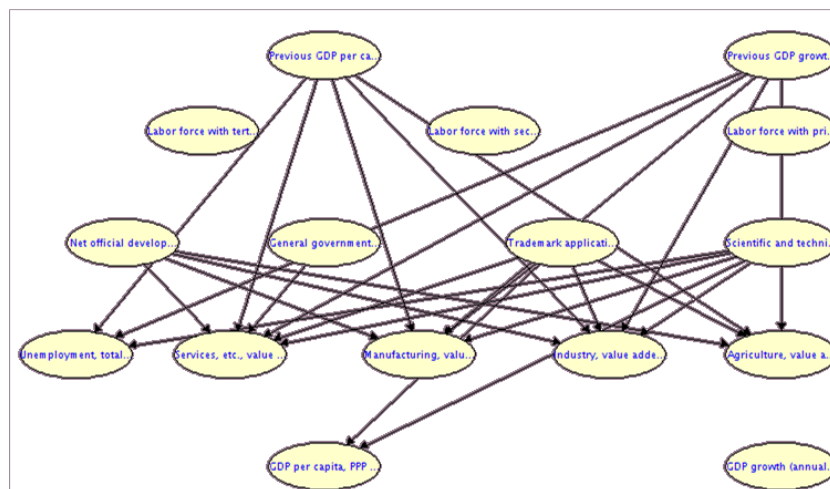 Previous GDP per ca...
Previous GDP growt...
Labor force with tert...
Labor force with sec...
Labor force with pri...
Net official develop...
General government...
Trademark applicati...
Scientific and techni...
Unemployment, total...
Services, etc., value ...
Manufacturing, valu...
Industry, value adde...
Agriculture, value a...
GDP per capita, PPP ...
GDP growth (annual...